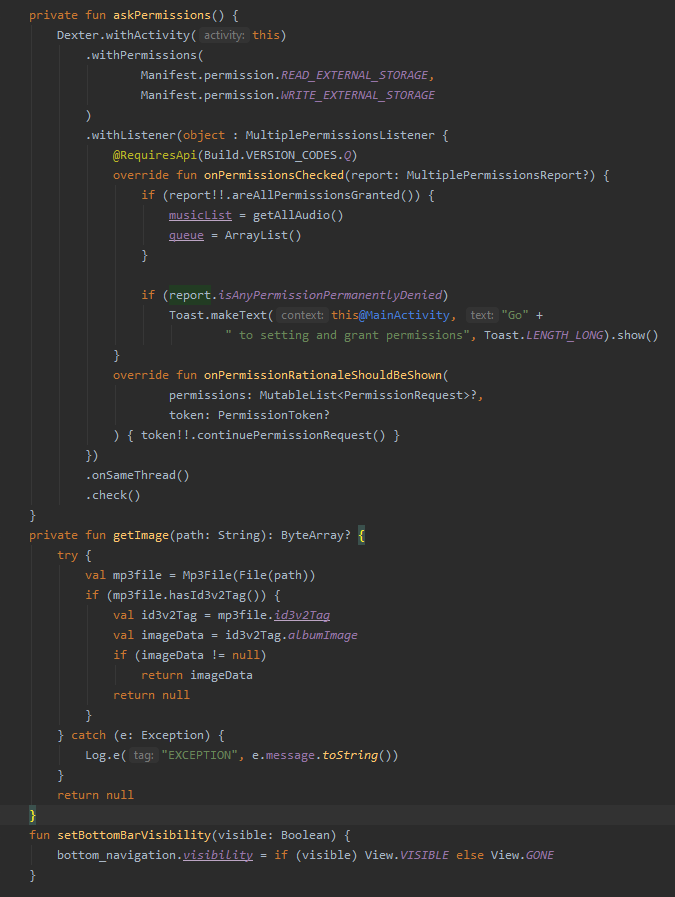 private fun askPermissions() {
Dexter.withActivity( activity: this)
.withPermissions(
Manifest.permission.READ_EXTERNAL_STORAGE,
Manifest.permission.WRITE_EXTERNAL_STORAGE
)
.withListener(object : MultiplePermissionsListener {
@RequiresApi(Build.VERSION_CODES.Q)
override fun onPermissionsChecked(report: MultiplePermissionsReport?) {
if (report!!.areAllPermissionsGranted()) {
musicList = getAllAudio()
queue = ArrayList()
}
if (report.isAnyPermissionPermanentlyDenied)
Toast.makeText( context: this@MainActivity, text: "Go" +
" to setting and grant permissions", Toast.LENGTH_LONG).show()
}
override fun onPermissionRationaleShouldBeShown(
permissions: MutableList<PermissionRequest>?,
token: PermissionToken?
) { token!!.continuePermissionRequest() }
})
.onSameThread()
.check()
}
private fun getImage(path: String): ByteArray? {
try {
val mp3file = Mp3File(File(path))
if (mp3file.hasId3v2Tag()) {
val id3v2Tag = mp3file.id3v2Tag
val imageData = id3v2Tag.albumImage
if (imageData != null)
return imageData
return null
}
} catch (e: Exception) {
Log.e( tag: "EXCEPTION", e.message.toString())
}
return null
}
fun setBottomBarVisibility(visible: Boolean) {
bottom_navigation.visibility = if (visible) View.VISIBLE else View.GONE
}